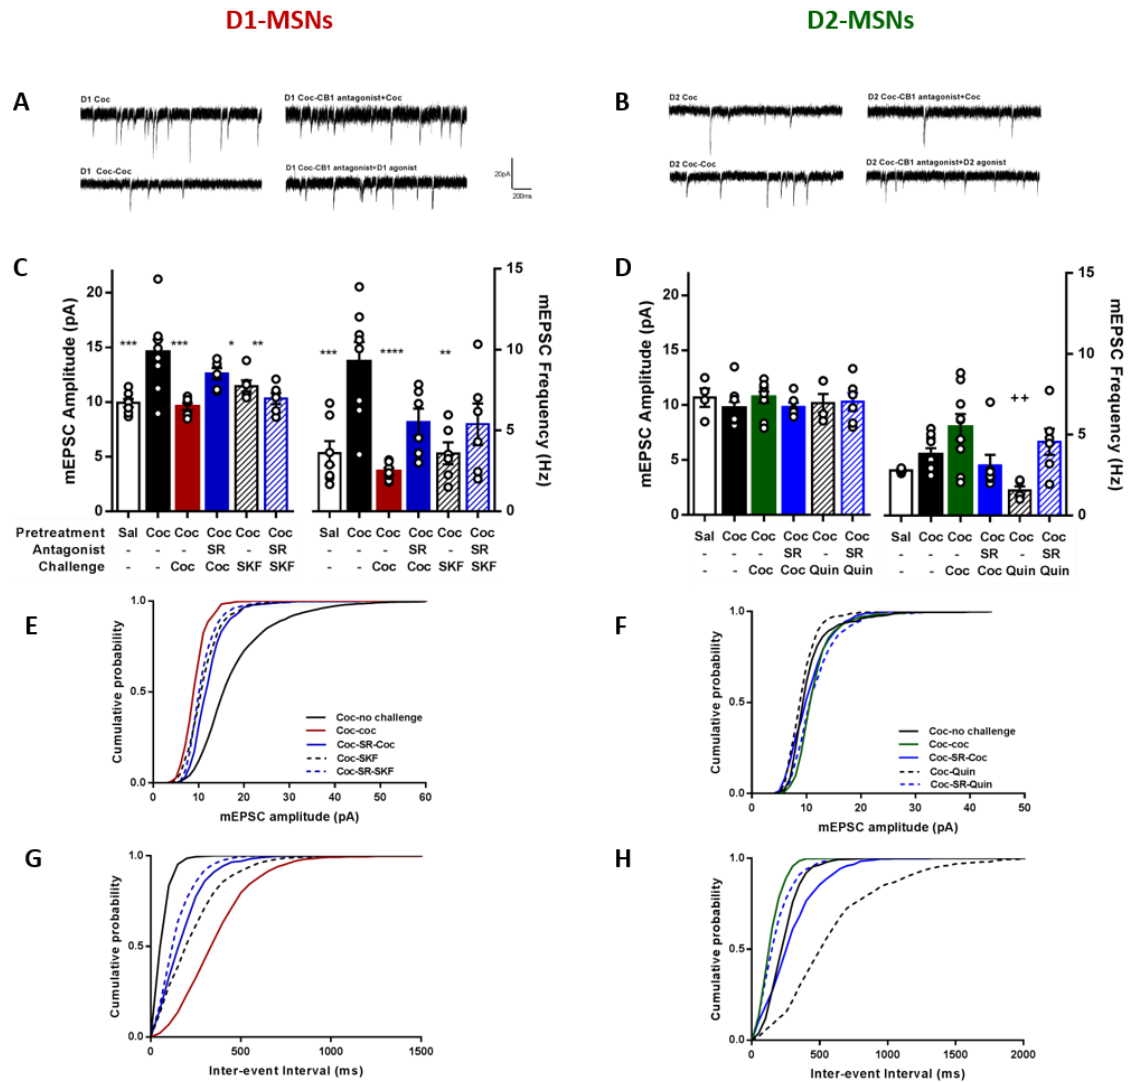 D1-MSNs
D2-MSNs
A
D1 Coc
D1 Coc-CB1 antagonist+Coc
D1 Coc-Coc
D1 Coc-CB1 antagonist+D1 agonist
20pA
200ms
B
D2 Coc
D2 Coc-CB1 antagonist+Coc
D2 Coc-Coc
D2 Coc-CB1 antagonist+D2 agonist
C
mEPSC Amplitude (pA)
20
15
10
5
0
*** *** * **
*** **** **
15
10
5
0
mEPSC Frequency (Hz)
Pretreatment Sal Coc Coc Coc Coc Coc Sal Coc Coc Coc Coc Coc
Antagonist - - SR - SR - - SR - SR
Challenge - - Coc Coc SKF SKF - - Coc Coc SKF SKF
D
mEPSC Amplitude (pA)
20
15
10
5
0
++
15
10
5
0
mEPSC Frequency (Hz)
Sal Coc Coc Coc Coc Coc Sal Coc Coc Coc Coc Coc
- - SR - SR - - SR - SR
- - Coc Coc Quin Quin - - Coc Coc Quin Quin
E
Cumulative probability
1.0
0.5
0.0
Coc-no challenge
Coc-coc
Coc-SR-Coc
Coc-SKF
Coc-SR-SKF
0 10 20 30 40 50 60
mEPSC amplitude (pA)
F
Cumulative probability
1.0
0.5
0.0
Coc-no challenge
Coc-coc
Coc-SR-Coc
Coc-Quin
Coc-SR-Quin
0 10 20 30 40 50
mEPSC amplitude (pA)
G
Cumulative probability
1.0
0.5
0.0
0 500 1000 1500
Inter-event Interval (ms)
H
Cumulative probability
1.0
0.5
0.0
0 500 1000 1500 2000
Inter-event Interval (ms)